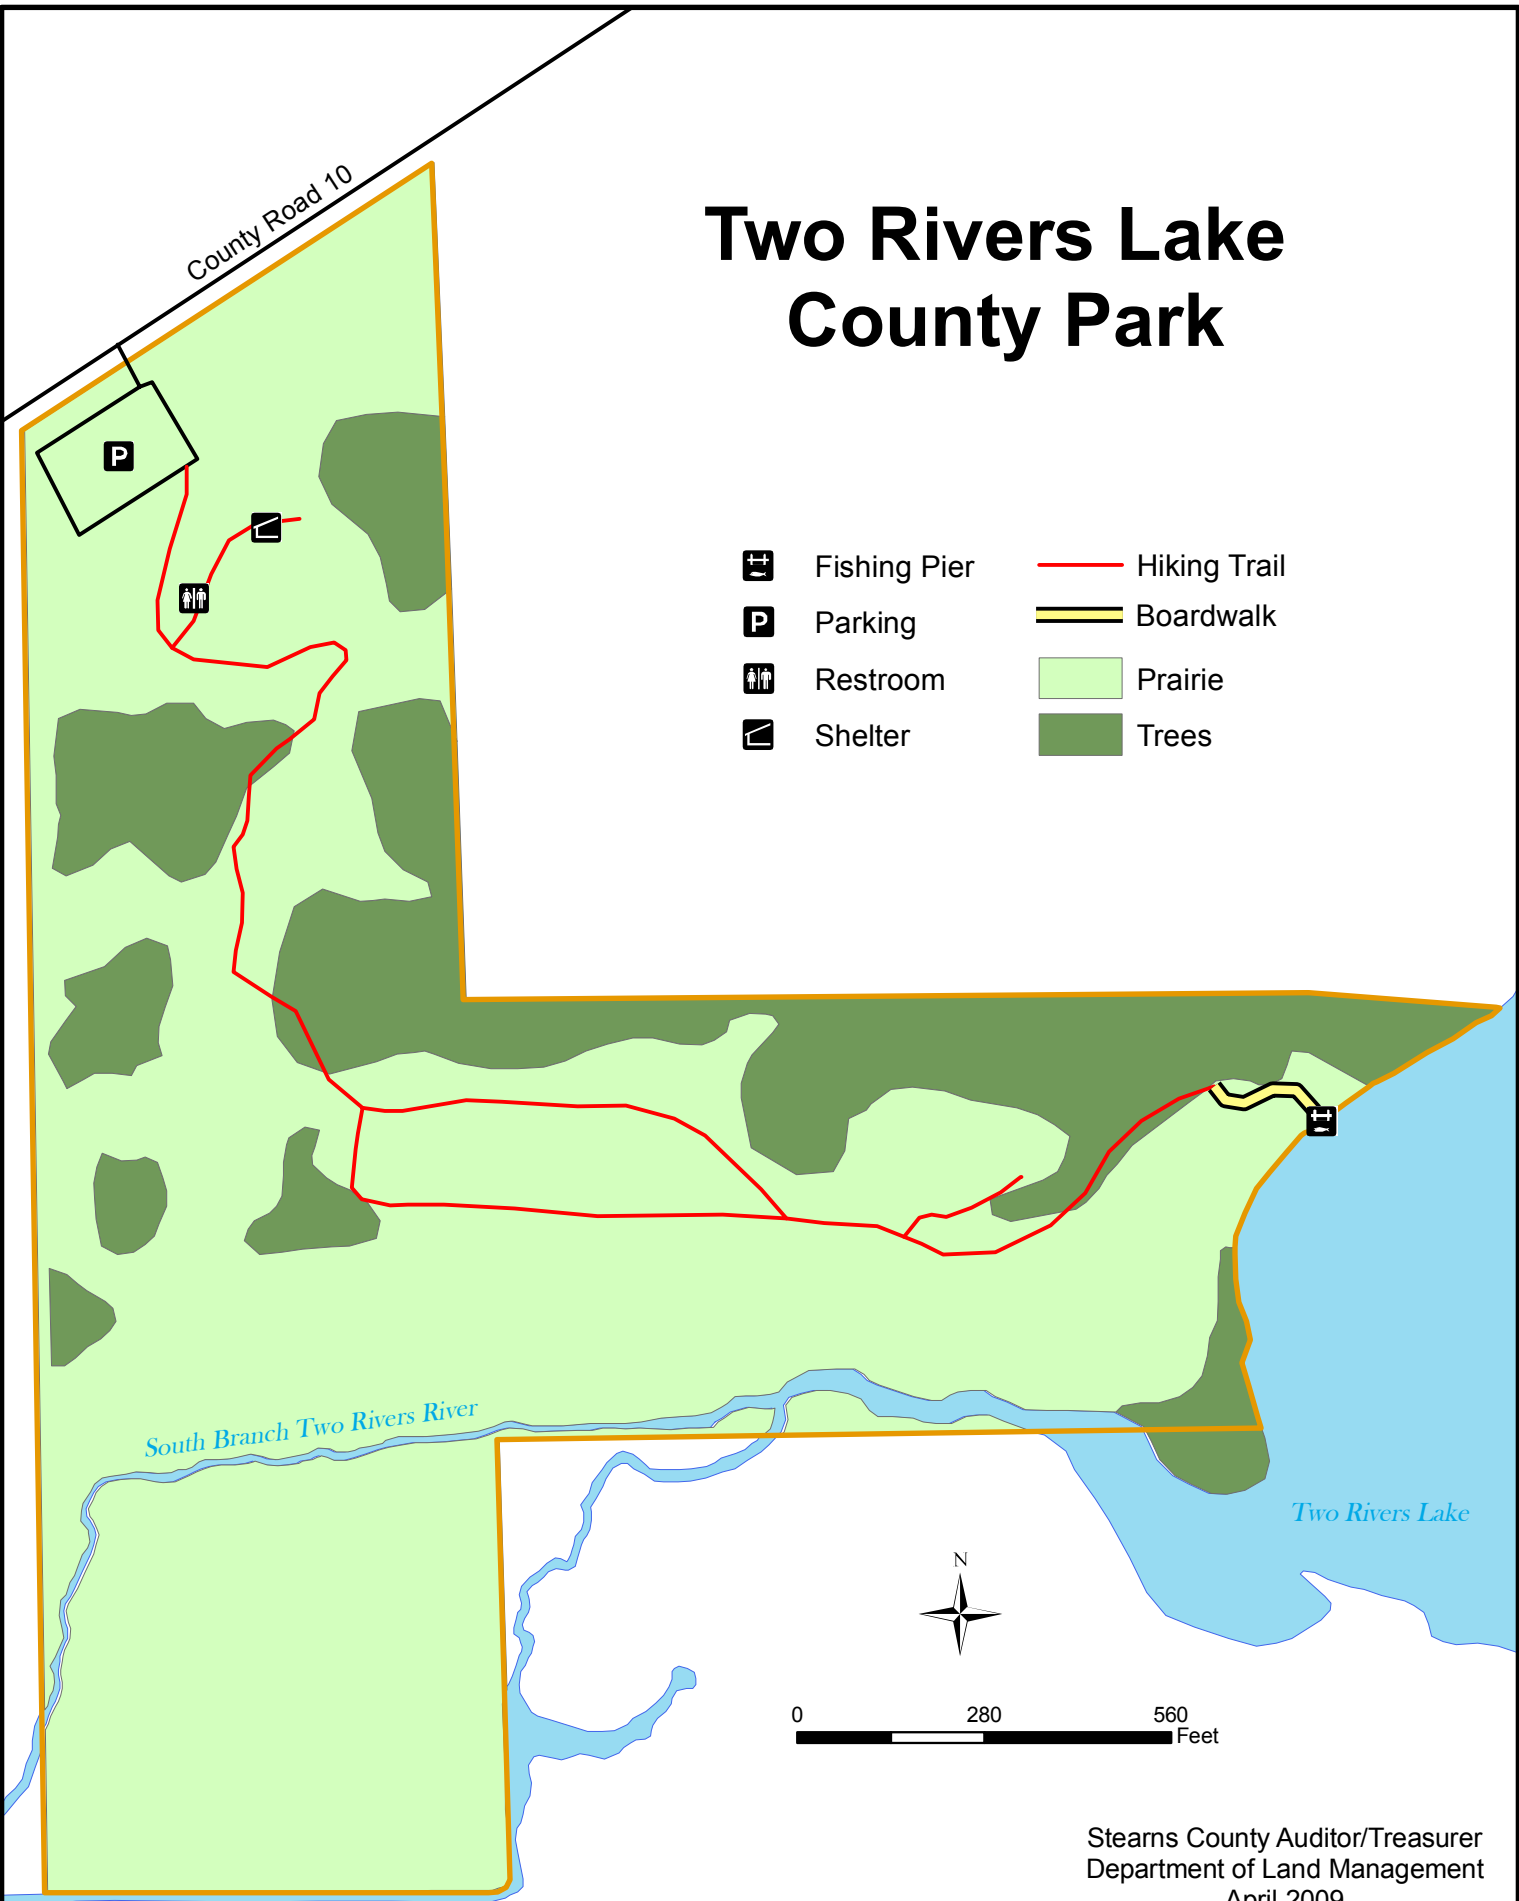 County Road 10
Two Rivers Lake
County Park
P
Fishing Pier
Hiking Trail
P
Parking
Boardwalk
Restroom
Prairie
Shelter
Trees
South Branch Two Rivers River
Two Rivers Lake
N
0 280 560
Feet
Stearns County Auditor/Treasurer
Department of Land Management
April 2009